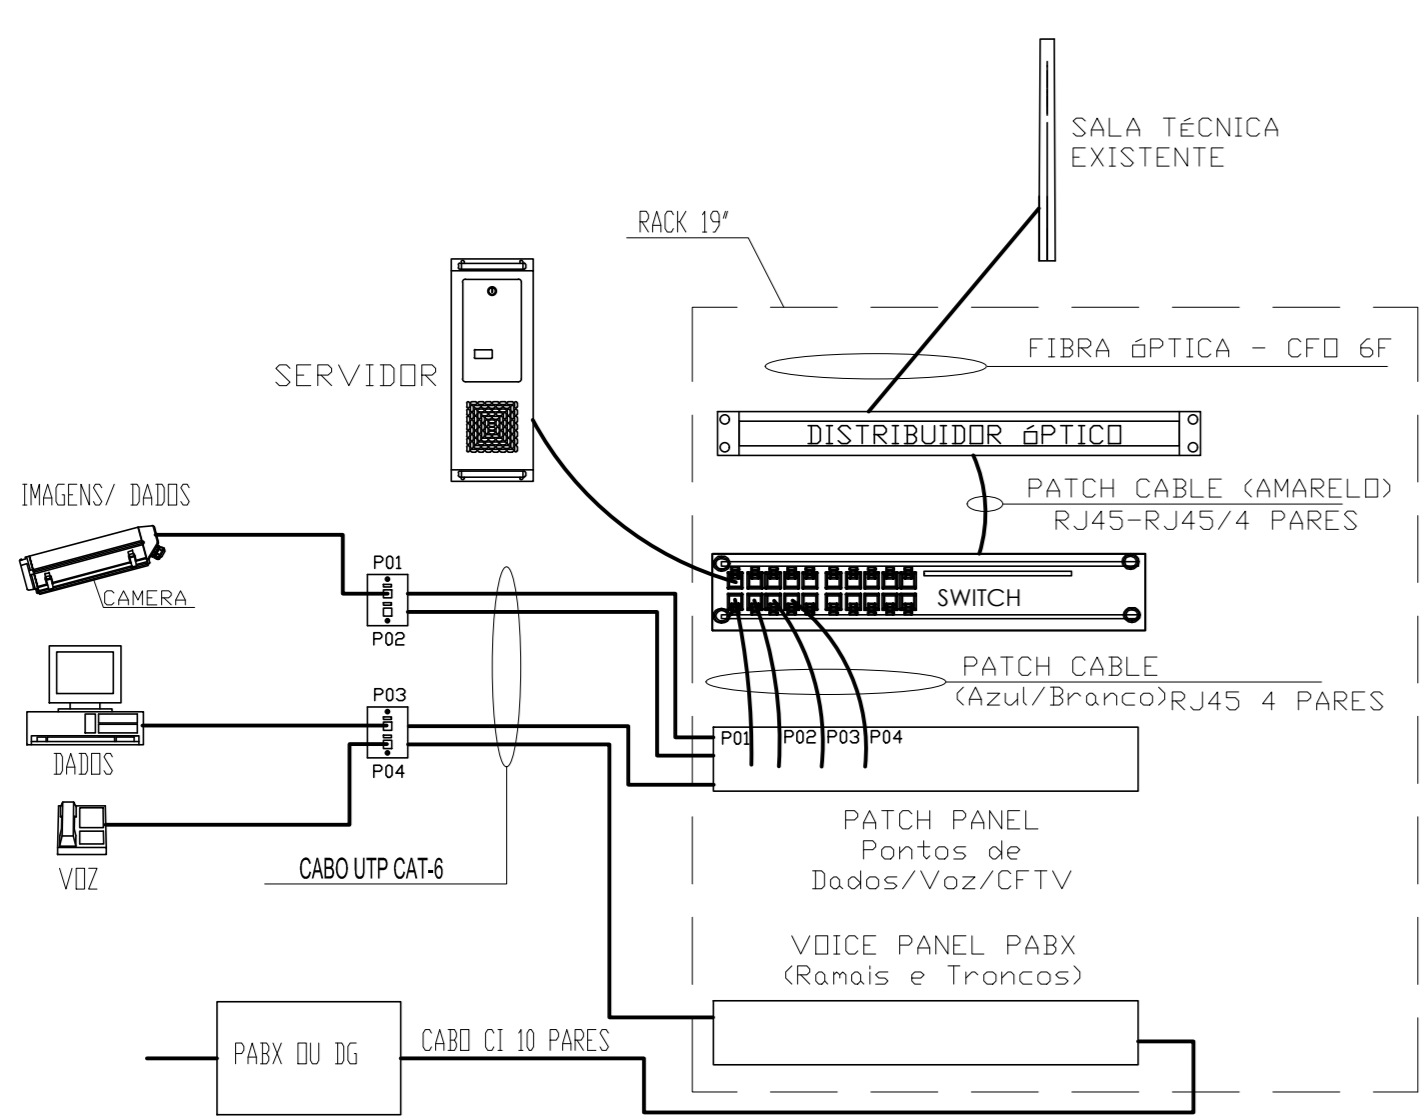 SALA TéCNICA
EXISTENTE
RACK 19"
FIBRA óPTICA - CFO 6F
SERVIDOR
DISTRIBUIDOR óPTICO
IMAGENS/ DADOS
PATCH CABLE (AMARELO)
RJ45-RJ45/4 PARES
P01
CAMERA
SWITCH
P02
PATCH CABLE
(Azul/Branco)RJ45 4 PARES
P03
P01 P02 P03 P04
DADOS
P04
PATCH PANEL
Pontos de
Dados/Voz/CFTV
VOZ
CABO UTP CAT-6
VOICE PANEL PABX
(Ramais e Troncos)
PABX OU DG
CABO CI 10 PARES